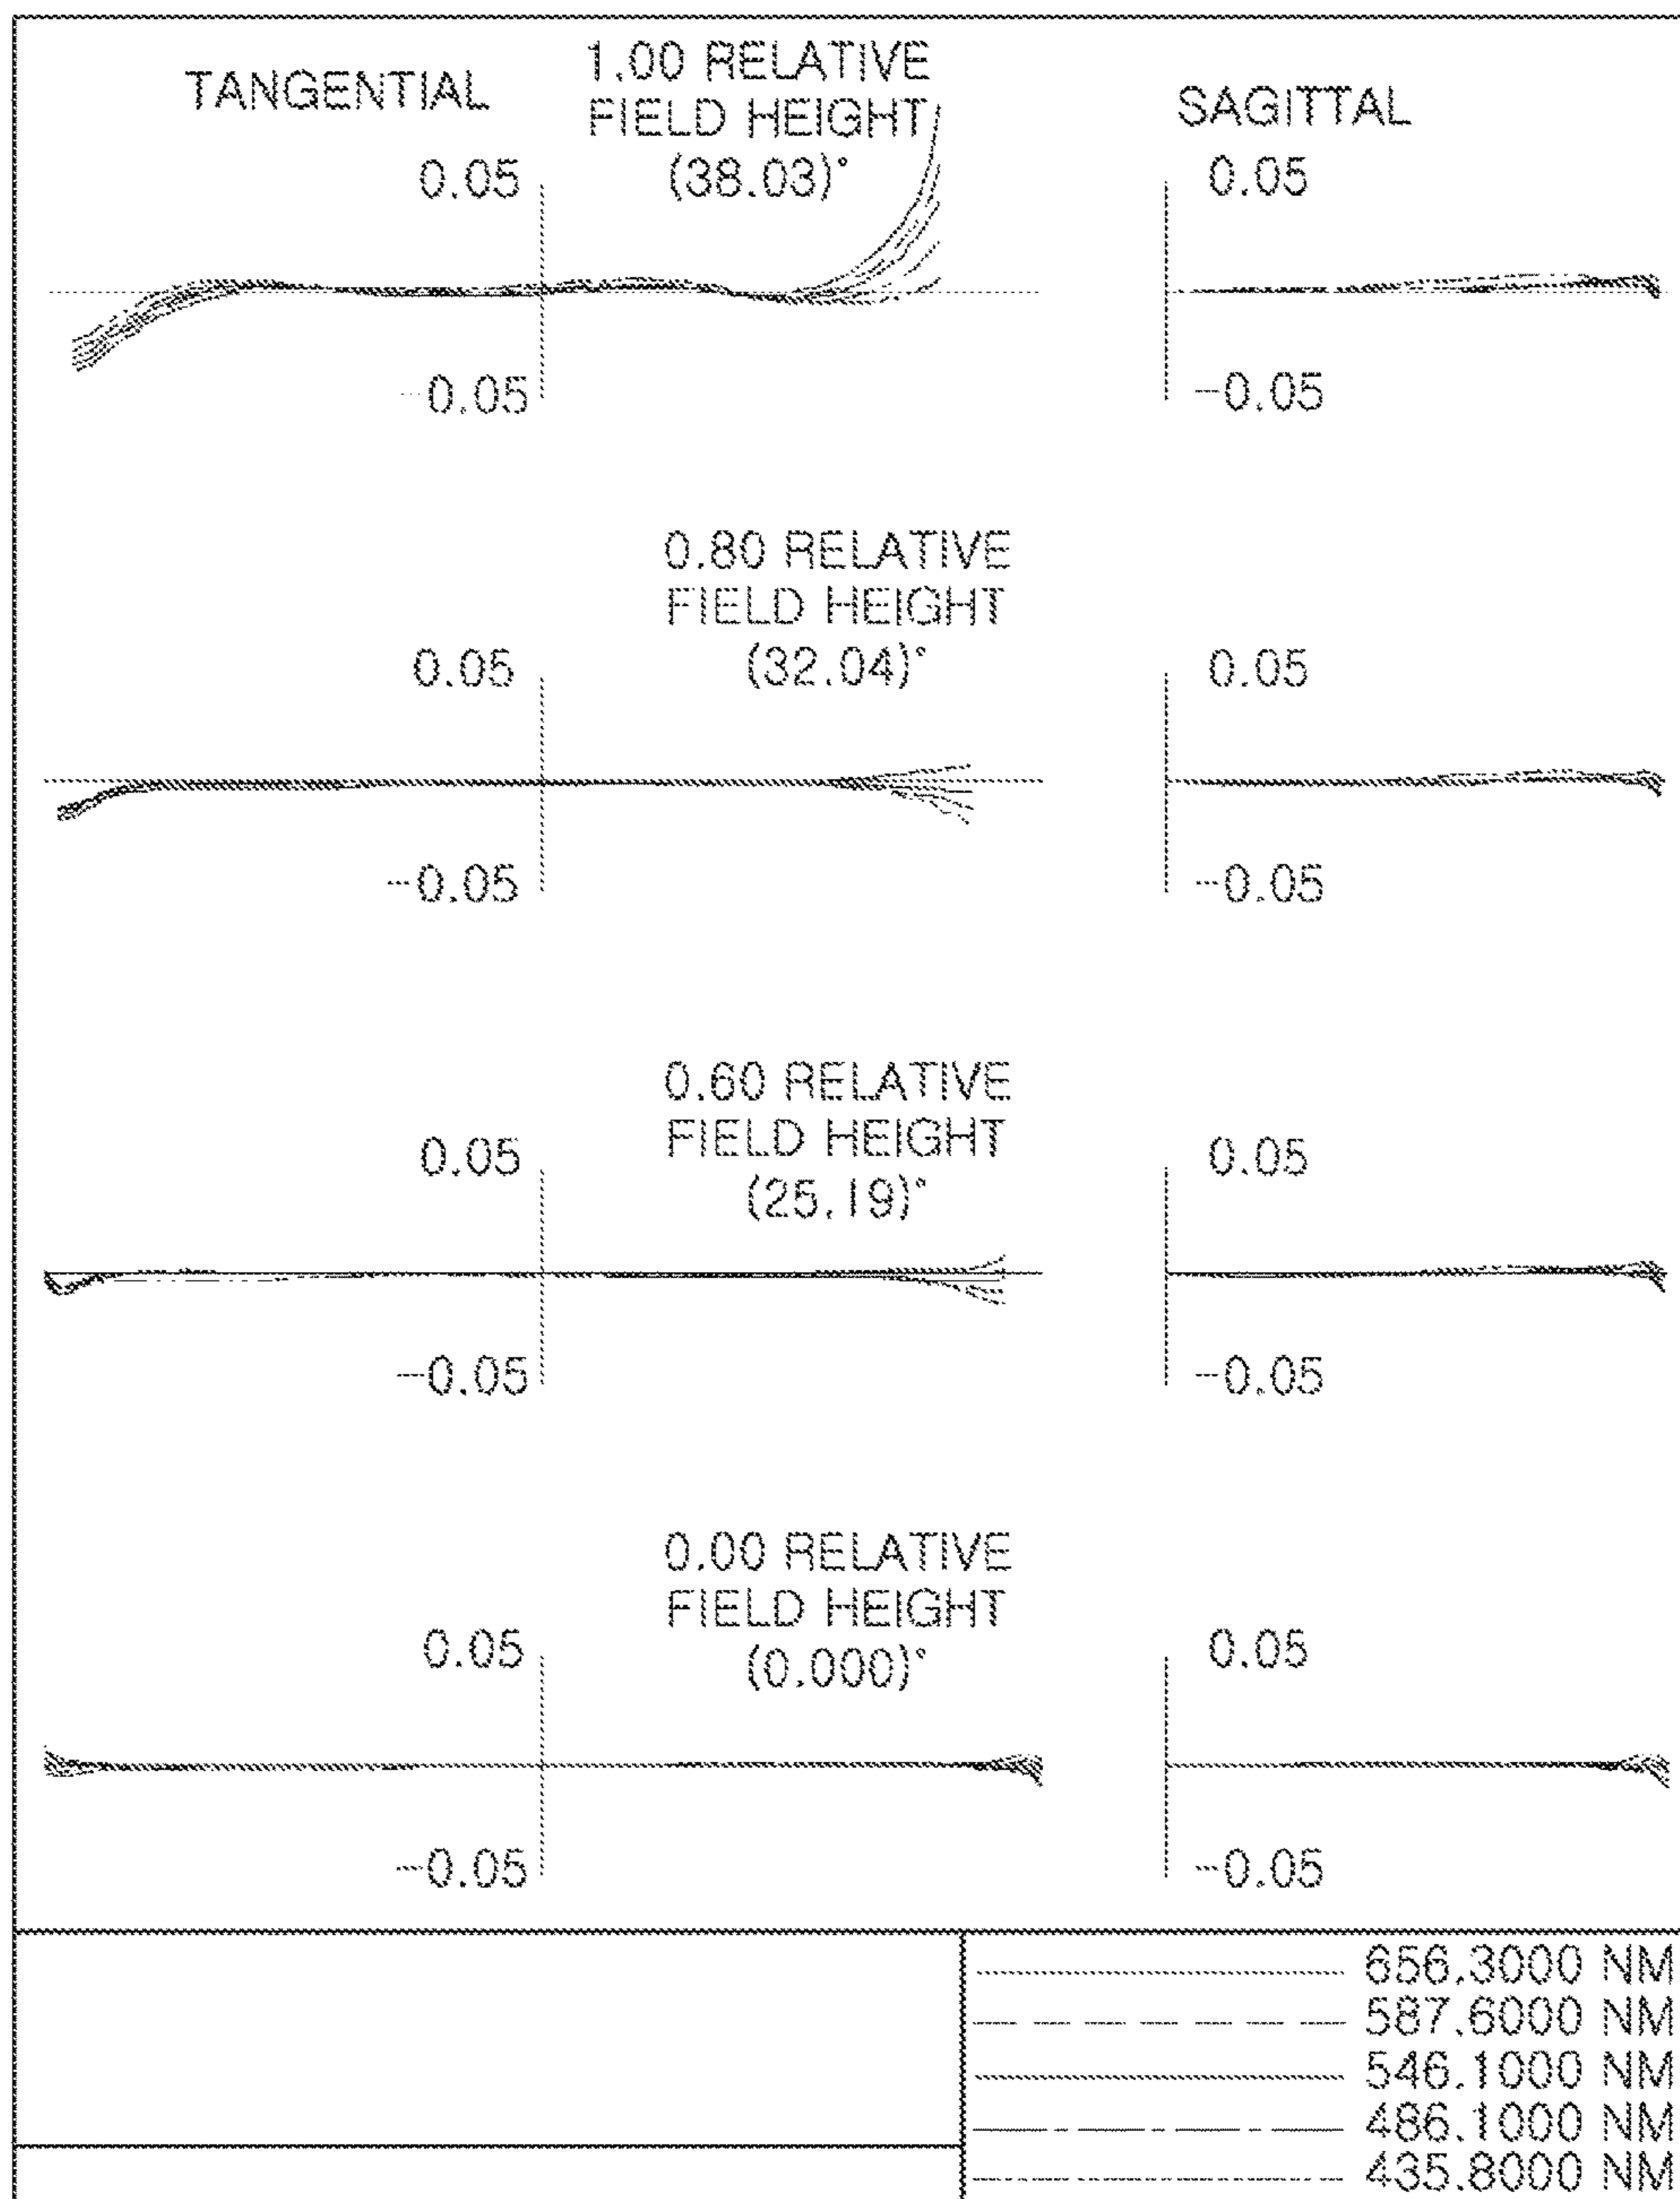 TANGENTIAL
1.00 RELATIVE
FIELD HEIGHT
(38.03)°
SAGITTAL
0.05
0.05
-0.05
-0.05
0.80 RELATIVE
FIELD HEIGHT
(32.04)°
0.05
0.05
-0.05
-0.05
0.60 RELATIVE
FIELD HEIGHT
(25.19)°
0.05
0.05
-0.05
-0.05
0.00 RELATIVE
FIELD HEIGHT
(0.000)°
0.05
0.05
-0.05
-0.05
656.3000 NM
587.6000 NM
546.1000 NM
486.1000 NM
435.8000 NM